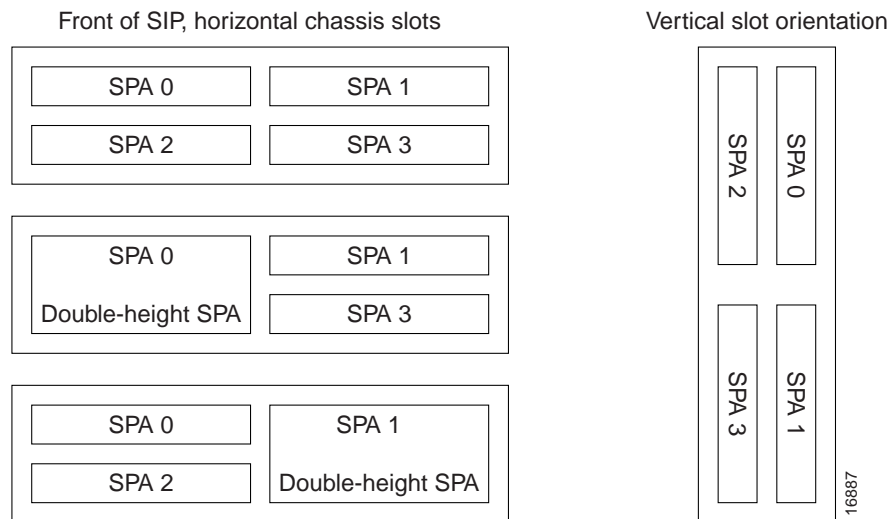 Front of SIP, horizontal chassis slots
SPA 0
SPA 1
SPA 2
SPA 3
SPA 0
Double-height SPA
SPA 1
SPA 3
SPA 0
SPA 2
SPA 1
Double-height SPA
Vertical slot orientation
SPA 2
SPA 0
SPA 3
SPA 1
16887